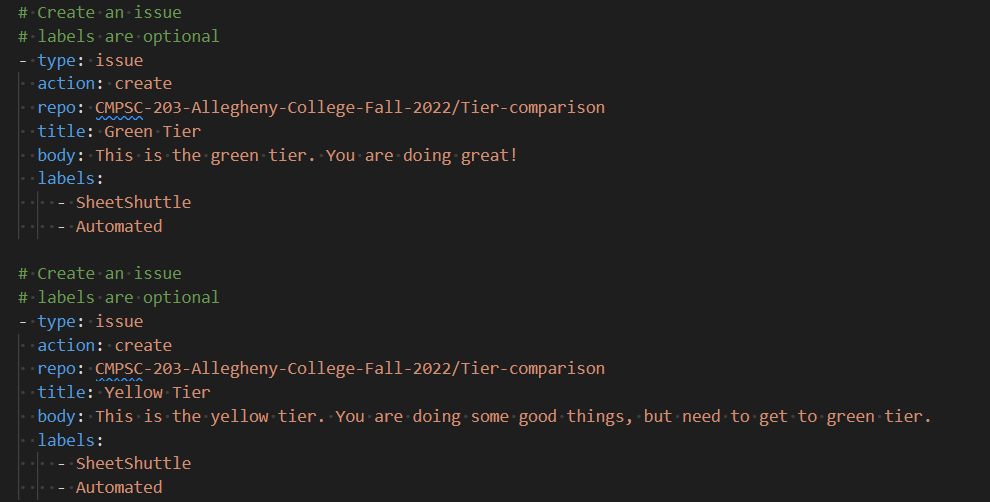 # Create an issue
# labels are optional
- type: issue
  action: create
  repo: CMPSC-203-Allegheny-College-Fall-2022/Tier-comparison
  title: Green Tier
  body: This is the green tier. You are doing great!
  labels:
    - SheetShuttle
    - Automated

# Create an issue
# labels are optional
- type: issue
  action: create
  repo: CMPSC-203-Allegheny-College-Fall-2022/Tier-comparison
  title: Yellow Tier
  body: This is the yellow tier. You are doing some good things, but need to get to green tier.
  labels:
    - SheetShuttle
    - Automated